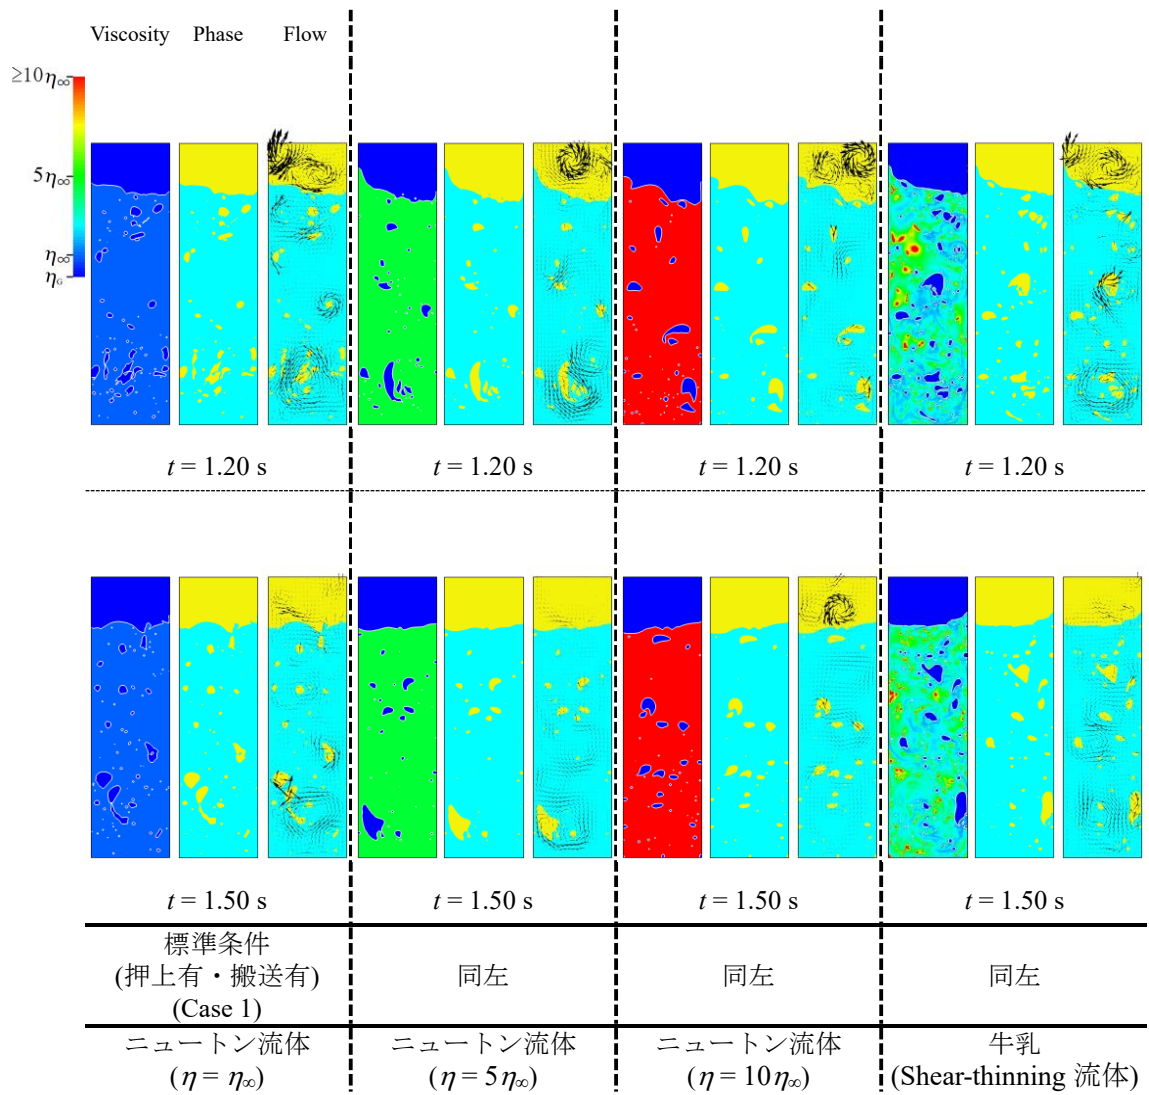 Viscosity Phase Flow
≥10η∞
5η∞
η∞
ηG
t = 1.20 s t = 1.20 s t = 1.20 s t = 1.20 s
t = 1.50 s t = 1.50 s t = 1.50 s t = 1.50 s
標準条件
(押上有・搬送有) 同左 同左 同左
(Case 1)
ニュートン流体 ニュートン流体 ニュートン流体 牛乳
(η = η∞) (η = 5η∞) (η = 10η∞) (Shear-thinning 流体)